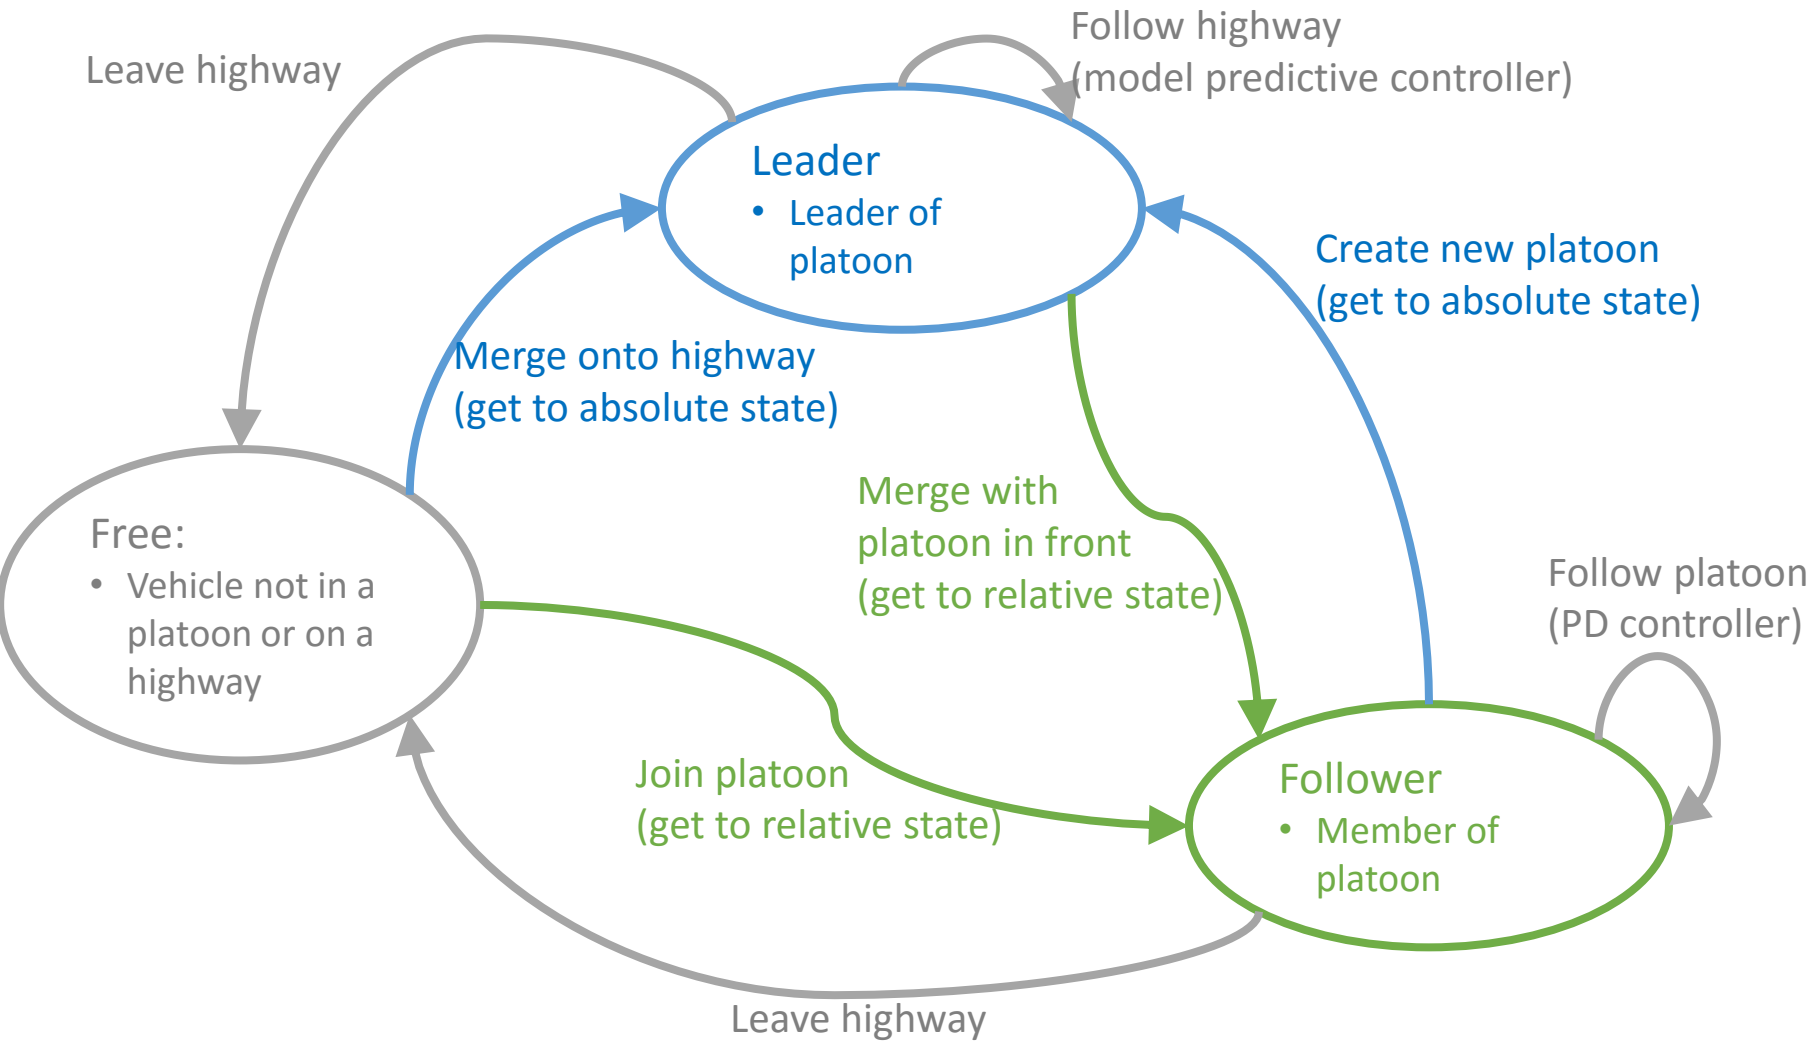 Leave highway
Follow highway
(model predictive controller)
Leader
• Leader of
platoon
Create new platoon
(get to absolute state)
Merge onto highway
(get to absolute state)
Merge with
platoon in front
(get to relative state)
Free:
• Vehicle not in a
platoon or on a
highway
Follow platoon
(PD controller)
Join platoon
(get to relative state)
Follower
• Member of
platoon
Leave highway